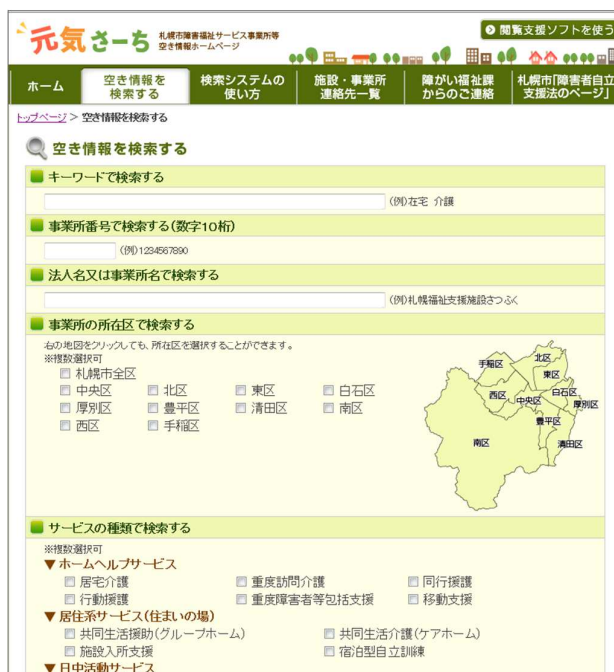 元気さーち 札幌市障害福祉サービス事業所等
空き情報ホームページ
閲覧支援ソフトを使う
ホーム
空き情報を
検索する
検索システムの
使い方
施設・事業所
連絡先一覧
障がい福祉課
からのご連絡
札幌市「障害者自立
支援法のページ」
トップページ > 空き情報を検索する
空き情報を検索する
キーワードで検索する
(例)在宅 介護
事業所番号で検索する(数字10桁)
(例)1234567890
法人名又は事業所名で検索する
(例)札幌福祉支援施設さつふく
事業所の所在区で検索する
右の地図をクリックしても、所在区を選択することができます。
※複数選択可
札幌市全区
中央区 北区 東区 白石区
厚別区 豊平区 清田区 南区
西区 手稲区
手稲区 北区
東区
西区 中央区 白石区
厚別区
豊平区
南区 清田区
サービスの種類で検索する
※複数選択可
▼ ホームヘルプサービス
居宅介護 重度訪問介護 同行援護
行動援護 重度障害者等包括支援 移動支援
▼ 居住系サービス(住まいの場)
共同生活援助(グループホーム) 共同生活介護(ケアホーム)
施設入所支援 宿泊型自立訓練
▼ 日中活動サービス